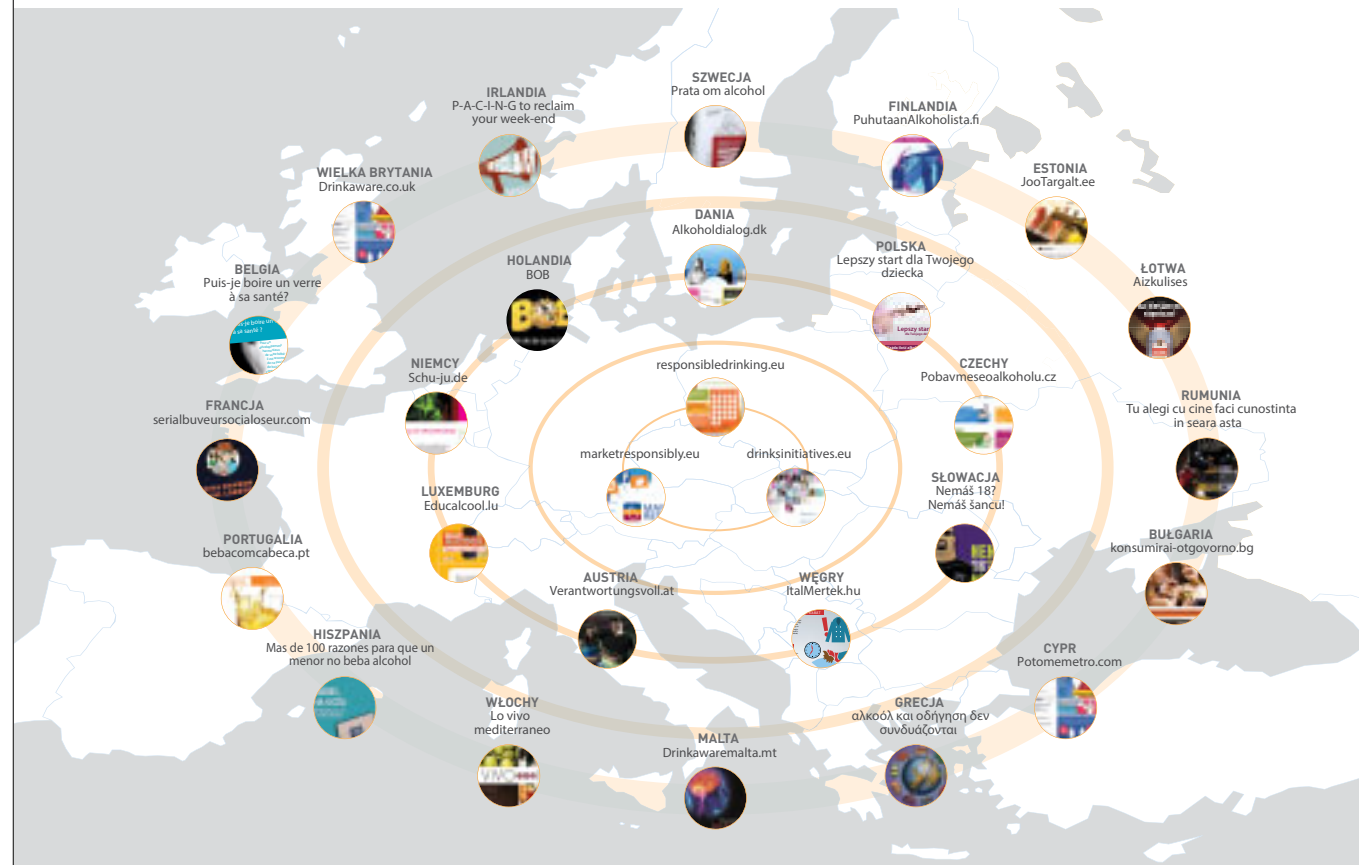 SZWECJA
Prata om alcohol
IRLANDIA
P-A-C-I-N-G to reclaim
your week-end
FINLANDIA
PuhutaanAlkoholista.fi
WIELKA BRYTANIA
Drinkaware.co.uk
ESTONIA
JooTargalt.ee
DANIA
Alkoholdialog.dk
HOLANDIA
BOB
POLSKA
Lepszy start dla Twojego
dziecka
BELGIA
Puis-je boire un verre
à sa santé?
ŁOTWA
Aizkulises
Lepszy star
NIEMCY
Schu-ju.de
responsibledrinking.eu
CZECHY
Pobavmeseoalkoholu.cz
FRANCJA
serialbuveursocialoseur.com
RUMUNIA
Tu alegi cu cine faci cunostinta
in seara asta
marketresponsibly.eu
drinksinitiatives.eu
LUXEMBURG
Educalcool.lu
SŁOWACJA
Nemáš 18?
Nemáš šancu!
PORTUGALIA
bebacomcabeca.pt
BUŁGARIA
konsumirai-otgovorno.bg
AUSTRIA
Verantwortungsvoll.at
WĘGRY
ItalMertek.hu
HISZPANIA
Mas de 100 razones para que un
menor no beba alcohol
CYPR
Potomemetro.com
WŁOCHY
Lo vivo
mediterraneo
MALTA
Drinkawaremalta.mt
GRECJA
αλκοόλ και οδήγηση δεν
συνδυάζονται
VIVO